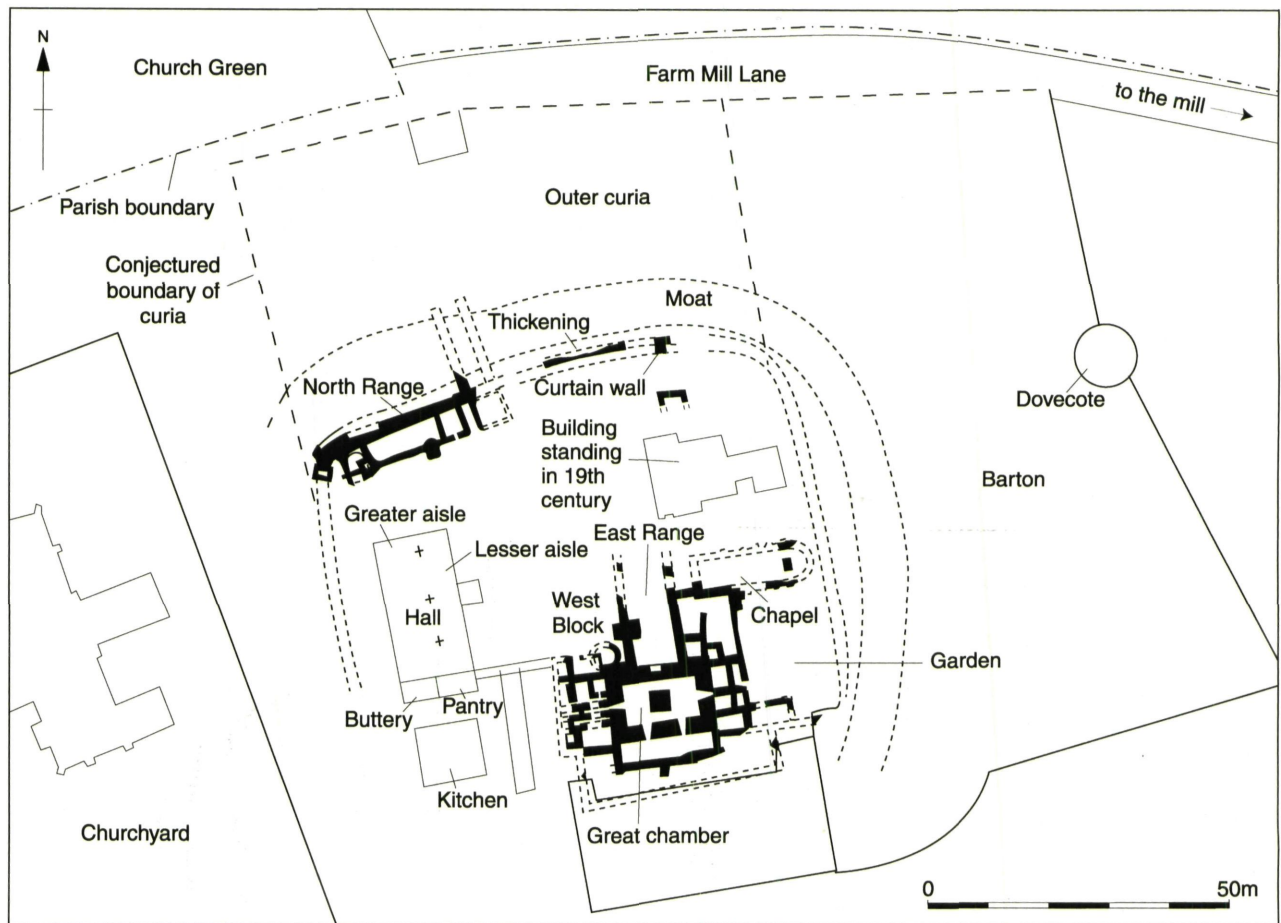 N
Church Green
Farm Mill Lane
to the mill
Parish boundary
Outer curia
Conjectured
boundary of
curia
Moat
Thickening
North Range
Curtain wall
Dovecote
Building
standing
in 19th
century
Barton
Greater aisle
Lesser aisle
East Range
Hall
West
Block
Chapel
Garden
Buttery
Pantry
Kitchen
Churchyard
Great chamber
0
50m